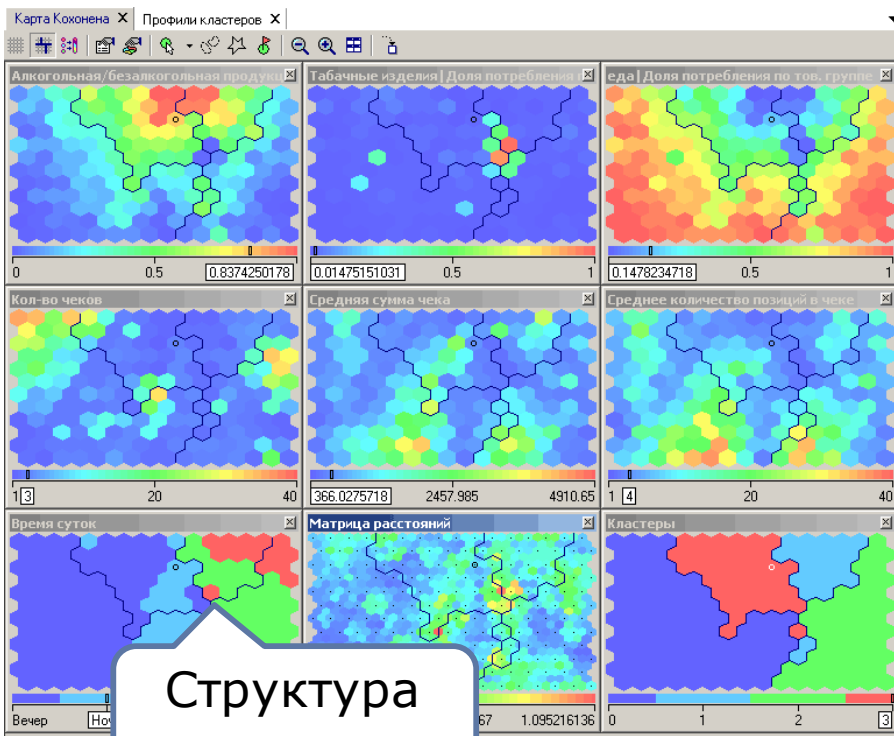 Карта Кохонена X Профили кластеров X
Алкогольная/безалкогольная
Табачные изделия|Доля потребления
еда|Доля потребления по тов. группе
0 0.5 0.8374250178
0.01475151031 0.5 1
0.1478234718 0.5 1
Кол-во чеков
Средняя сумма чека
Среднее количество позиций в чеке
1 3 20 40
366.0275718 2457.985 4910.65
1 4 20 40
Время суток
Матрица расстояний
Кластеры
Вечер
67 1.095216136
0 1 2 3
Структура